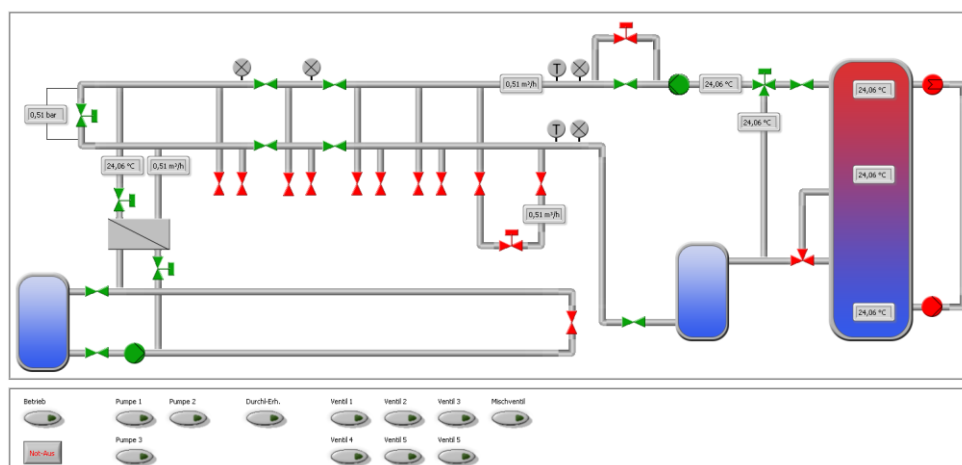 T
0,51 m³/h
24,06 °C
24,06 °C
Σ
0,51 bar
24,06 °C
T
24,06 °C
0,51 m³/h
24,06 °C
0,51 m³/h
24,06 °C
Betrieb
Pumpe 1
Pumpe 2
Durchl-Erh.
Ventil 1
Ventil 2
Ventil 3
Mischventil
Not-Aus
Pumpe 3
Ventil 4
Ventil 5
Ventil 5